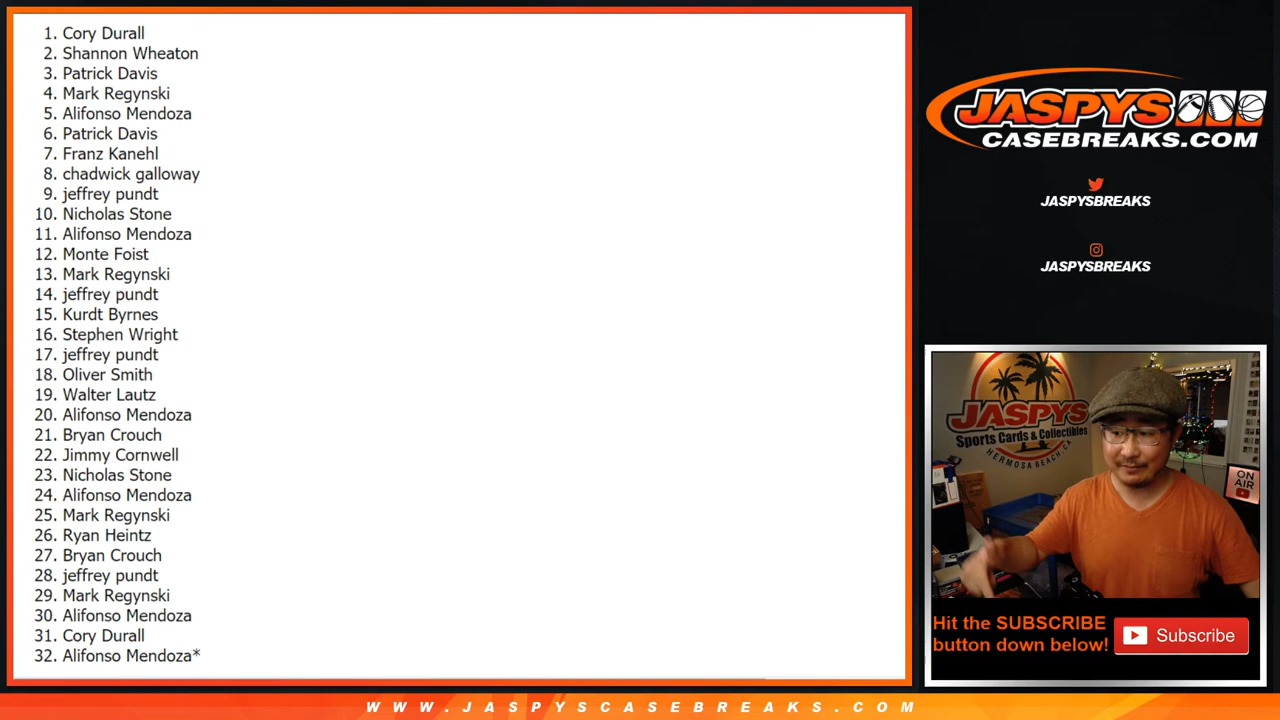 1. Cory Durall
2. Shannon Wheaton
3. Patrick Davis
4. Mark Regynski
5. Alifonso Mendoza
6. Patrick Davis
7. Franz Kanehl
8. chadwick galloway
9. jeffrey pundt
10. Nicholas Stone
11. Alifonso Mendoza
12. Monte Foist
13. Mark Regynski
14. jeffrey pundt
15. Kurdt Byrnes
16. Stephen Wright
17. jeffrey pundt
18. Oliver Smith
19. Walter Lautz
20. Alifonso Mendoza
21. Bryan Crouch
22. Jimmy Cornwell
23. Nicholas Stone
24. Alifonso Mendoza
25. Mark Regynski
26. Ryan Heintz
27. Bryan Crouch
28. jeffrey pundt
29. Mark Regynski
30. Alifonso Mendoza
31. Cory Durall
32. Alifonso Mendoza*
JASPYS
CASEBREAKS.COM
JASPYSBREAKS
JASPYSBREAKS
JASPYS
Sports Cards & Collectibles
HERMOSA BEACH, CA
ON
AIR
Hit the SUBSCRIBE
button down below!
Subscribe
WWW.JASPYSCASEBREAKS.COM